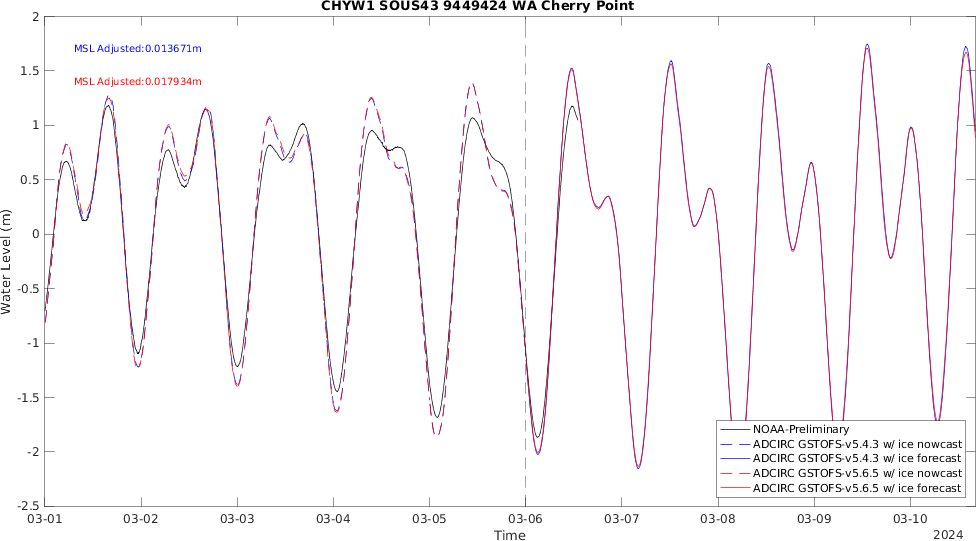 CHYW1 SOUS43 9449424 WA Cherry Point
MSL Adjusted:0.013671m
MSL Adjusted:0.017934m
Water Level (m)
2
1.5
1
0.5
0
-0.5
-1
-1.5
-2
-2.5
NOAA-Preliminary
ADCIRC GSTOFS-v5.4.3 w/ ice nowcast
ADCIRC GSTOFS-v5.4.3 w/ ice forecast
ADCIRC GSTOFS-v5.6.5 w/ ice nowcast
ADCIRC GSTOFS-v5.6.5 w/ ice forecast
03-01 03-02 03-03 03-04 03-05 03-06 03-07 03-08 03-09 03-10
Time
2024